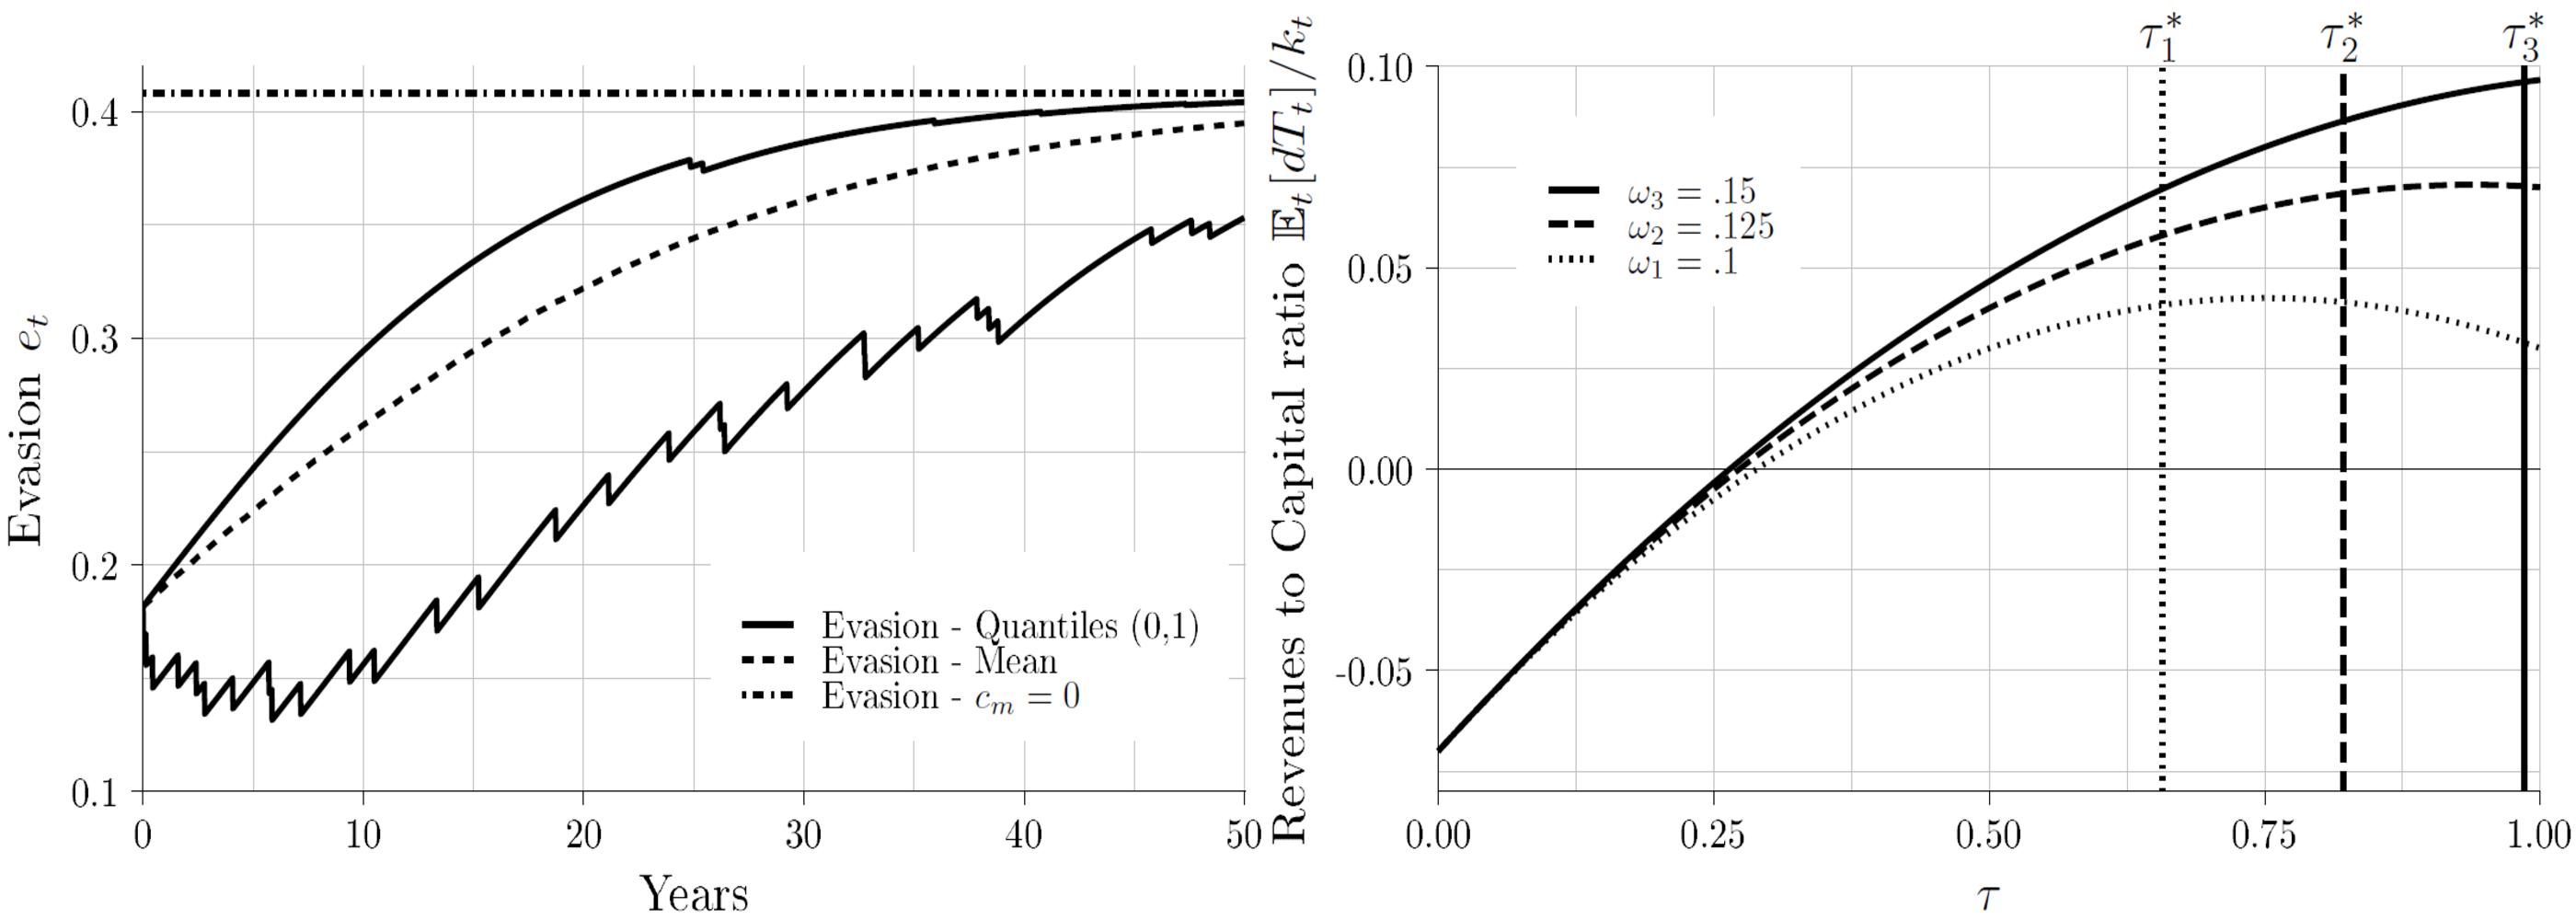 Evasion e_t
0.4
0.3
0.2
0.1
0
10
20
30
40
50
Years
Evasion - Quantiles (0,1)
Evasion - Mean
Evasion - c_m = 0
Revenues to Capital ratio 𝔼_t[dT_t]/k_t
0.10
0.05
0.00
-0.05
0.00
0.25
0.50
0.75
1.00
τ
τ_1^*
τ_2^*
τ_3^*
ω_3 = .15
ω_2 = .125
ω_1 = .1